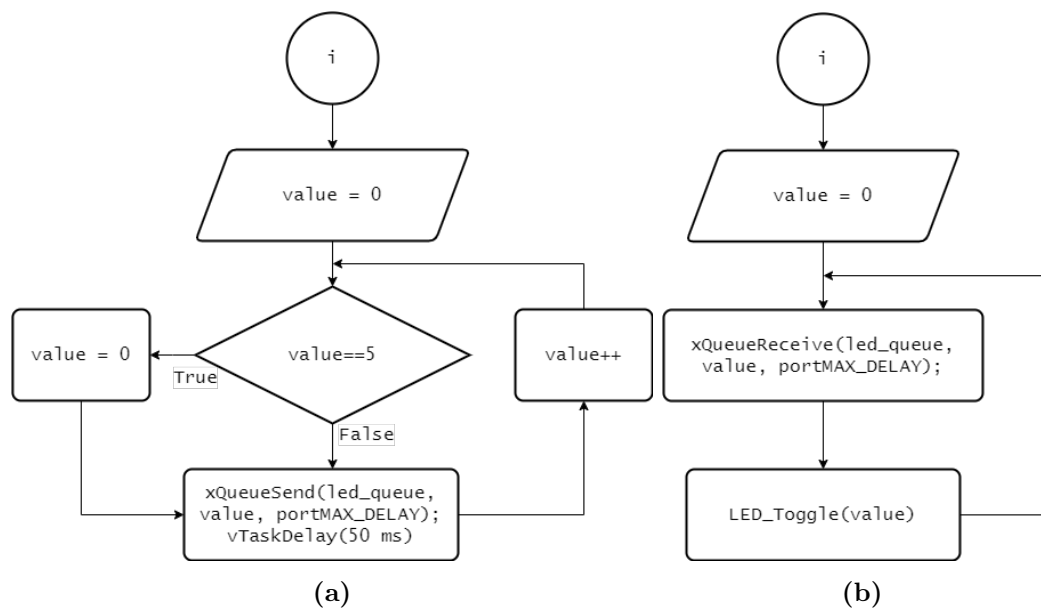 i
value = 0
value==5
True
value = 0
False
xQueueSend(led_queue,
value, portMAX_DELAY);
vTaskDelay(50 ms)
value++
(a)
i
value = 0
xQueueReceive(led_queue,
value, portMAX_DELAY);
LED_Toggle(value)
(b)